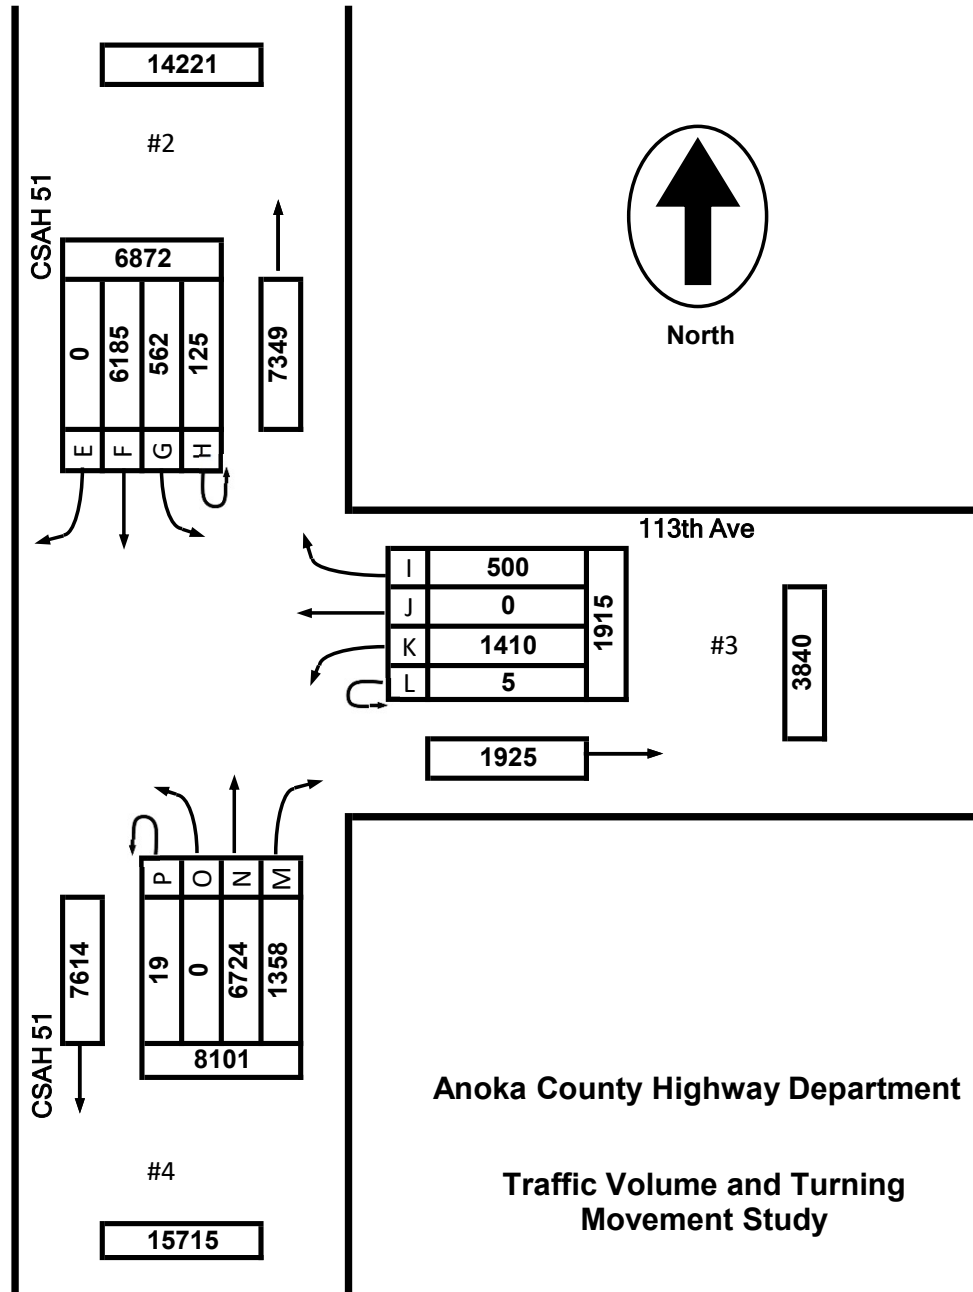 14221
#2
CSAH 51
6872
0
6185
562
125
E
F
G
H
7349
North
113th Ave
I
500
J
0
K
1410
L
5
1915
#3
3840
1925
P
O
N
M
19
0
6724
1358
8101
7614
CSAH 51
#4
15715
Anoka County Highway Department
Traffic Volume and Turning
Movement Study